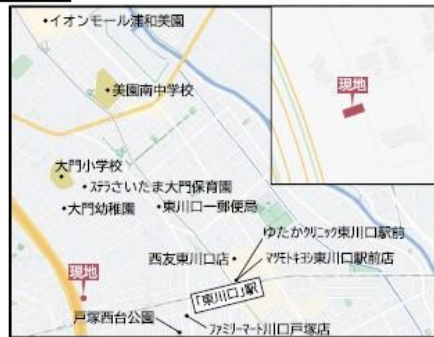 イオンモール浦和美園
美園南中学校
現地
大門小学校
ステラさいたま大門保育園
大門幼稚園
東川口一郵便局
ゆたかクリニック東川口駅前
西友東川口店
マツモトキヨシ東川口駅前店
現地
「東川口」駅
戸塚西台公園
ファミリーマート川口戸塚店